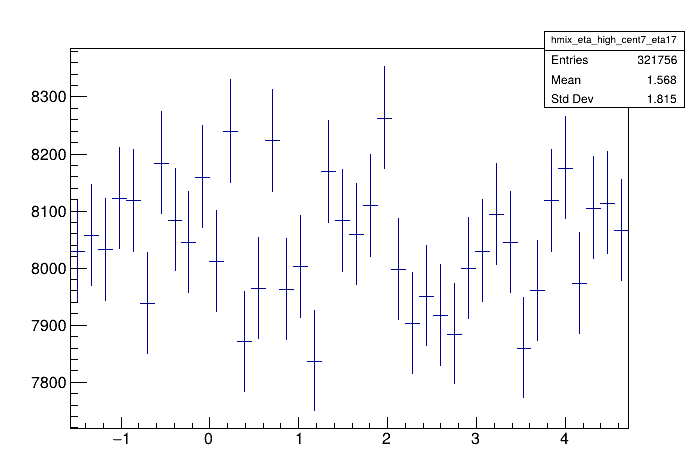 hmix_eta_high_cent7_eta17
Entries 321756
Mean 1.568
Std Dev 1.815
8300
8200
8100
8000
7900
7800
−1 0 1 2 3 4